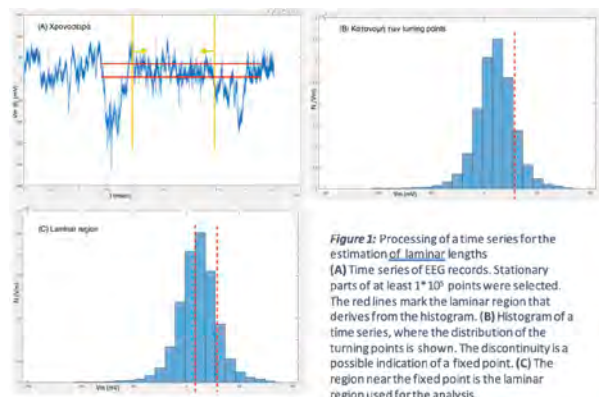 (A) Χρονοσειρά
(B) Κατανομή των turning points
(C) Laminar region
Vm (mV)
Vm (mV)
Figure 1: Processing of a time series for the
estimation of laminar lengths
(A) Time series of EEG records. Stationary
parts of at least 1* 10⁵ points were selected.
The red lines mark the laminar region that
derives from the histogram. (B) Histogram of a
time series, where the distribution of the
turning points is shown. The discontinuity is a
possible indication of a fixed point. (C) The
region near the fixed point is the laminar
region used for the analysis